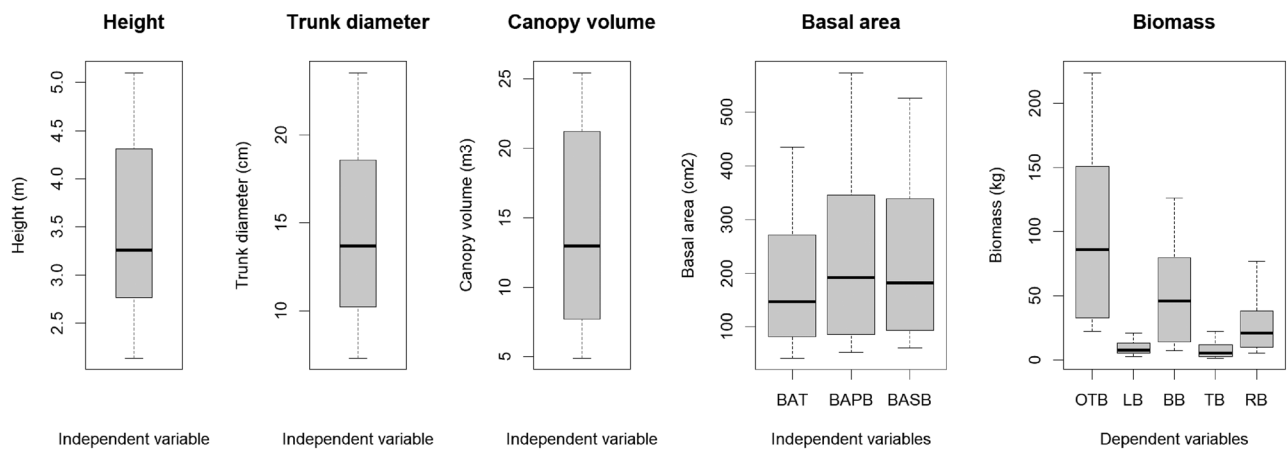 Height
Trunk diameter
Canopy volume
Basal area
Biomass
Height (m)
5.0
4.5
4.0
3.5
3.0
2.5
Independent variable
Trunk diameter (cm)
20
15
10
Independent variable
Canopy volume (m3)
25
20
15
10
5
Independent variable
Basal area (cm2)
500
400
300
200
100
BAT BAPB BASB
Independent variables
Biomass (kg)
200
150
100
50
0
OTB LB BB TB RB
Dependent variables